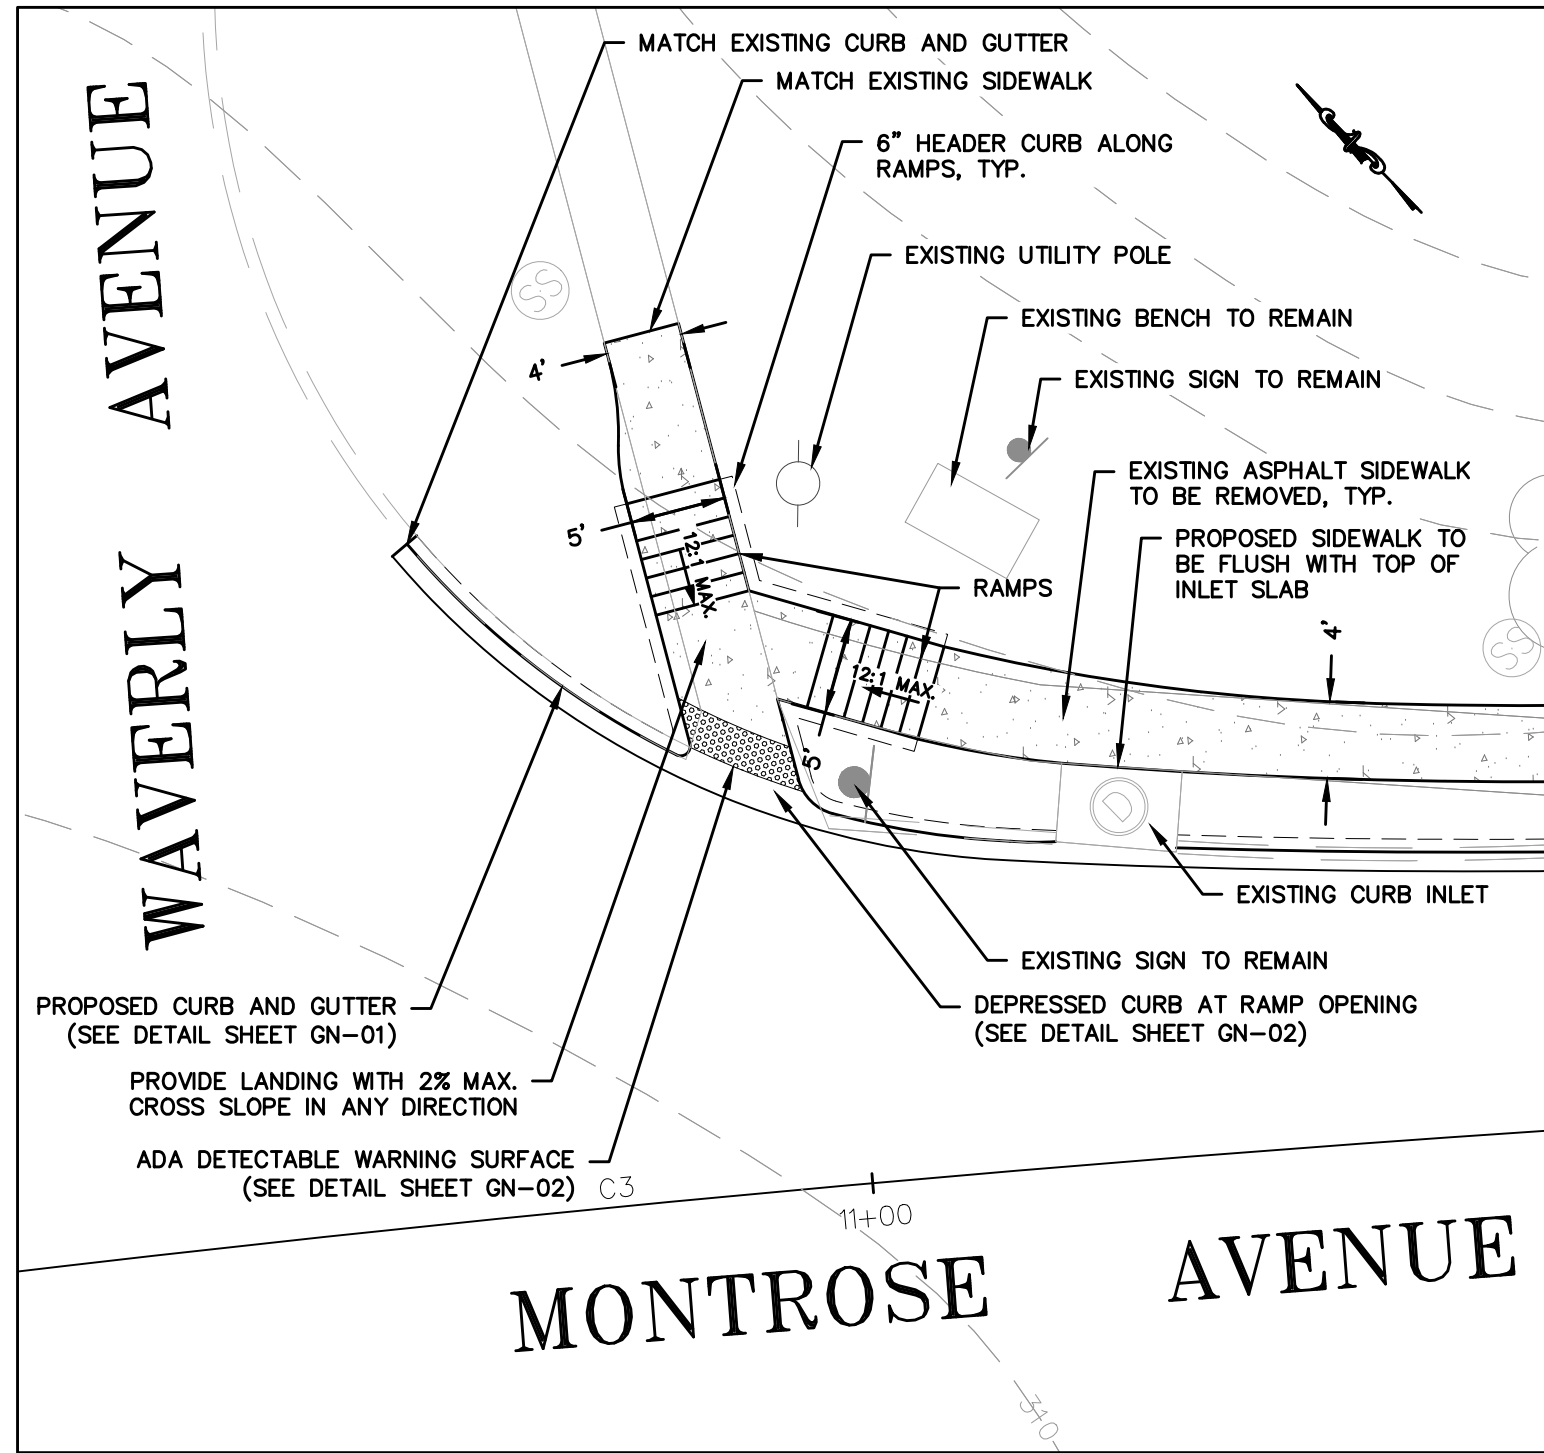 MATCH EXISTING CURB AND GUTTER
MATCH EXISTING SIDEWALK
6" HEADER CURB ALONG
RAMPS, TYP.
EXISTING UTILITY POLE
EXISTING BENCH TO REMAIN
EXISTING SIGN TO REMAIN
EXISTING ASPHALT SIDEWALK
TO BE REMOVED, TYP.
PROPOSED SIDEWALK TO
BE FLUSH WITH TOP OF
INLET SLAB
RAMPS
WAVERLY AVENUE
SS
4'
5'
12:1 MAX.
12:1 MAX.
5'
4'
SS
D
EXISTING CURB INLET
EXISTING SIGN TO REMAIN
DEPRESSED CURB AT RAMP OPENING
(SEE DETAIL SHEET GN-02)
PROPOSED CURB AND GUTTER
(SEE DETAIL SHEET GN-01)
PROVIDE LANDING WITH 2% MAX.
CROSS SLOPE IN ANY DIRECTION
ADA DETECTABLE WARNING SURFACE
(SEE DETAIL SHEET GN-02)
C3
11+00
MONTROSE AVENUE
310